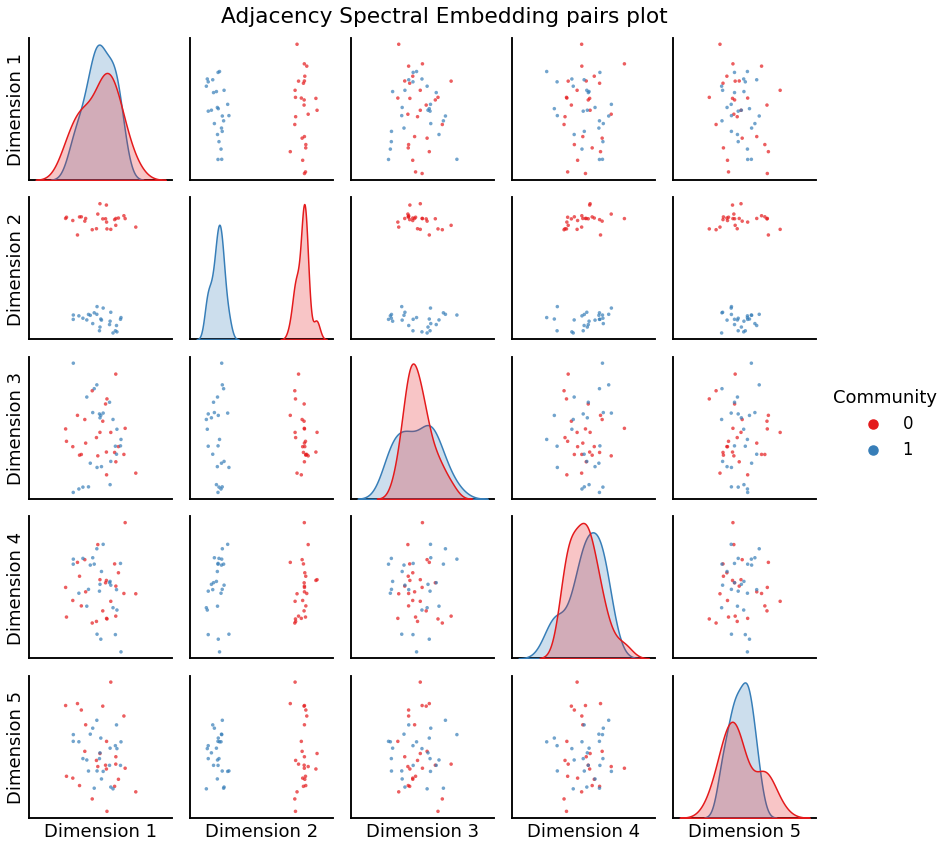 Adjacency Spectral Embedding pairs plot
Dimension 1
Dimension 2
Dimension 3
Dimension 4
Dimension 5
Community
0
1
Dimension 1
Dimension 2
Dimension 3
Dimension 4
Dimension 5